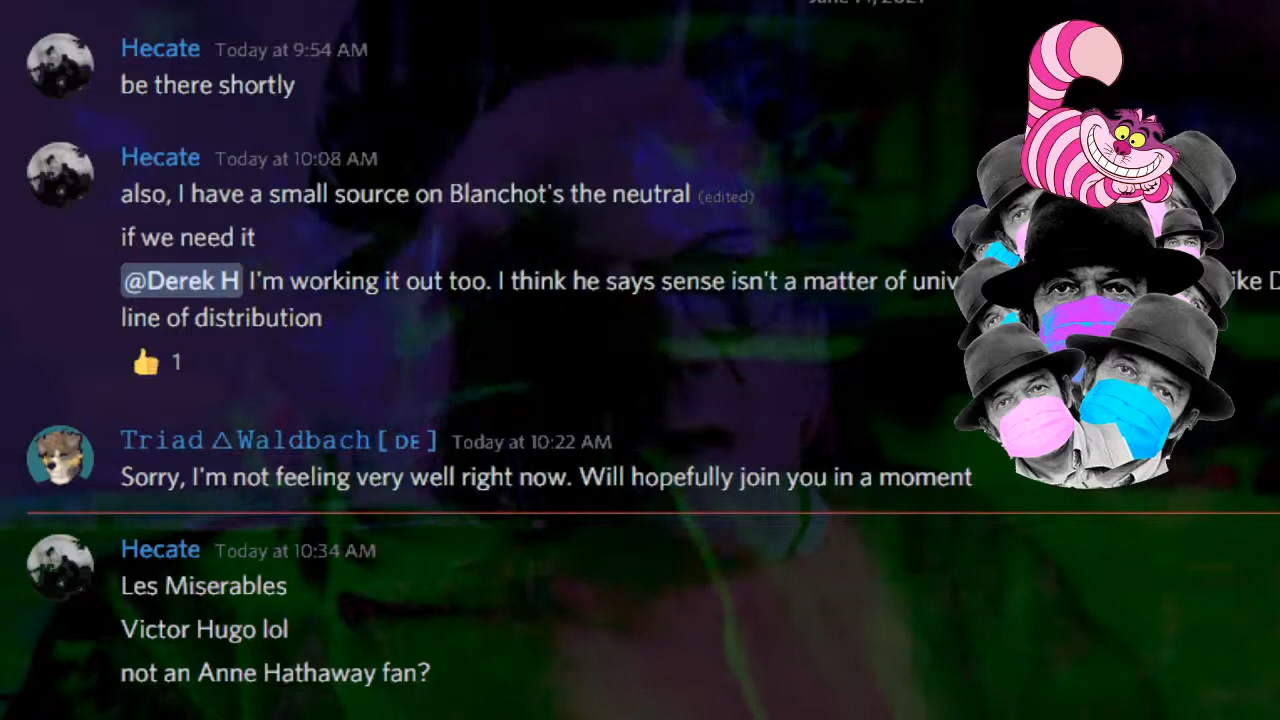 Hecate Today at 9:54 AM
be there shortly
Hecate Today at 10:08 AM
also, I have a small source on Blanchot's the neutral (edited)
if we need it
@Derek H I'm working it out too. I think he says sense isn't a matter of
line of distribution
👍 1
Triad △ Waldbach [ DE ] Today at 10:22 AM
Sorry, I'm not feeling very well right now. Will hopefully join you in a moment
Hecate Today at 10:34 AM
Les Miserables
Victor Hugo lol
not an Anne Hathaway fan?